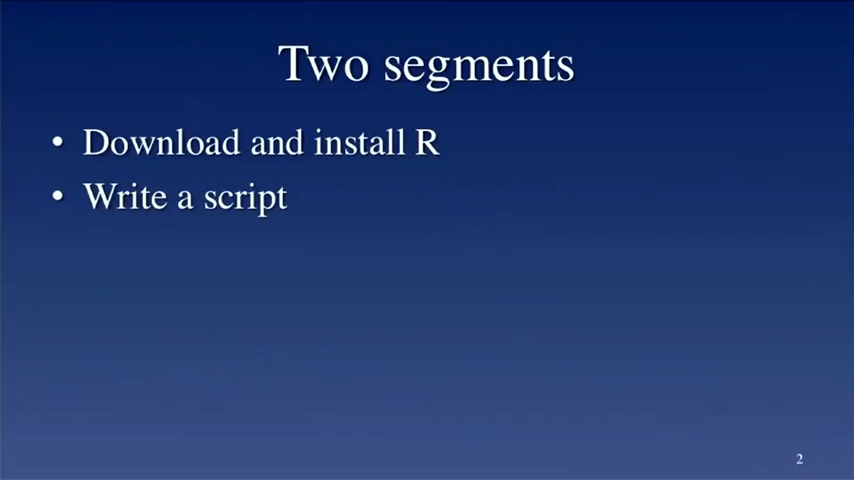 Two segments
• Download and install R
• Write a script
2